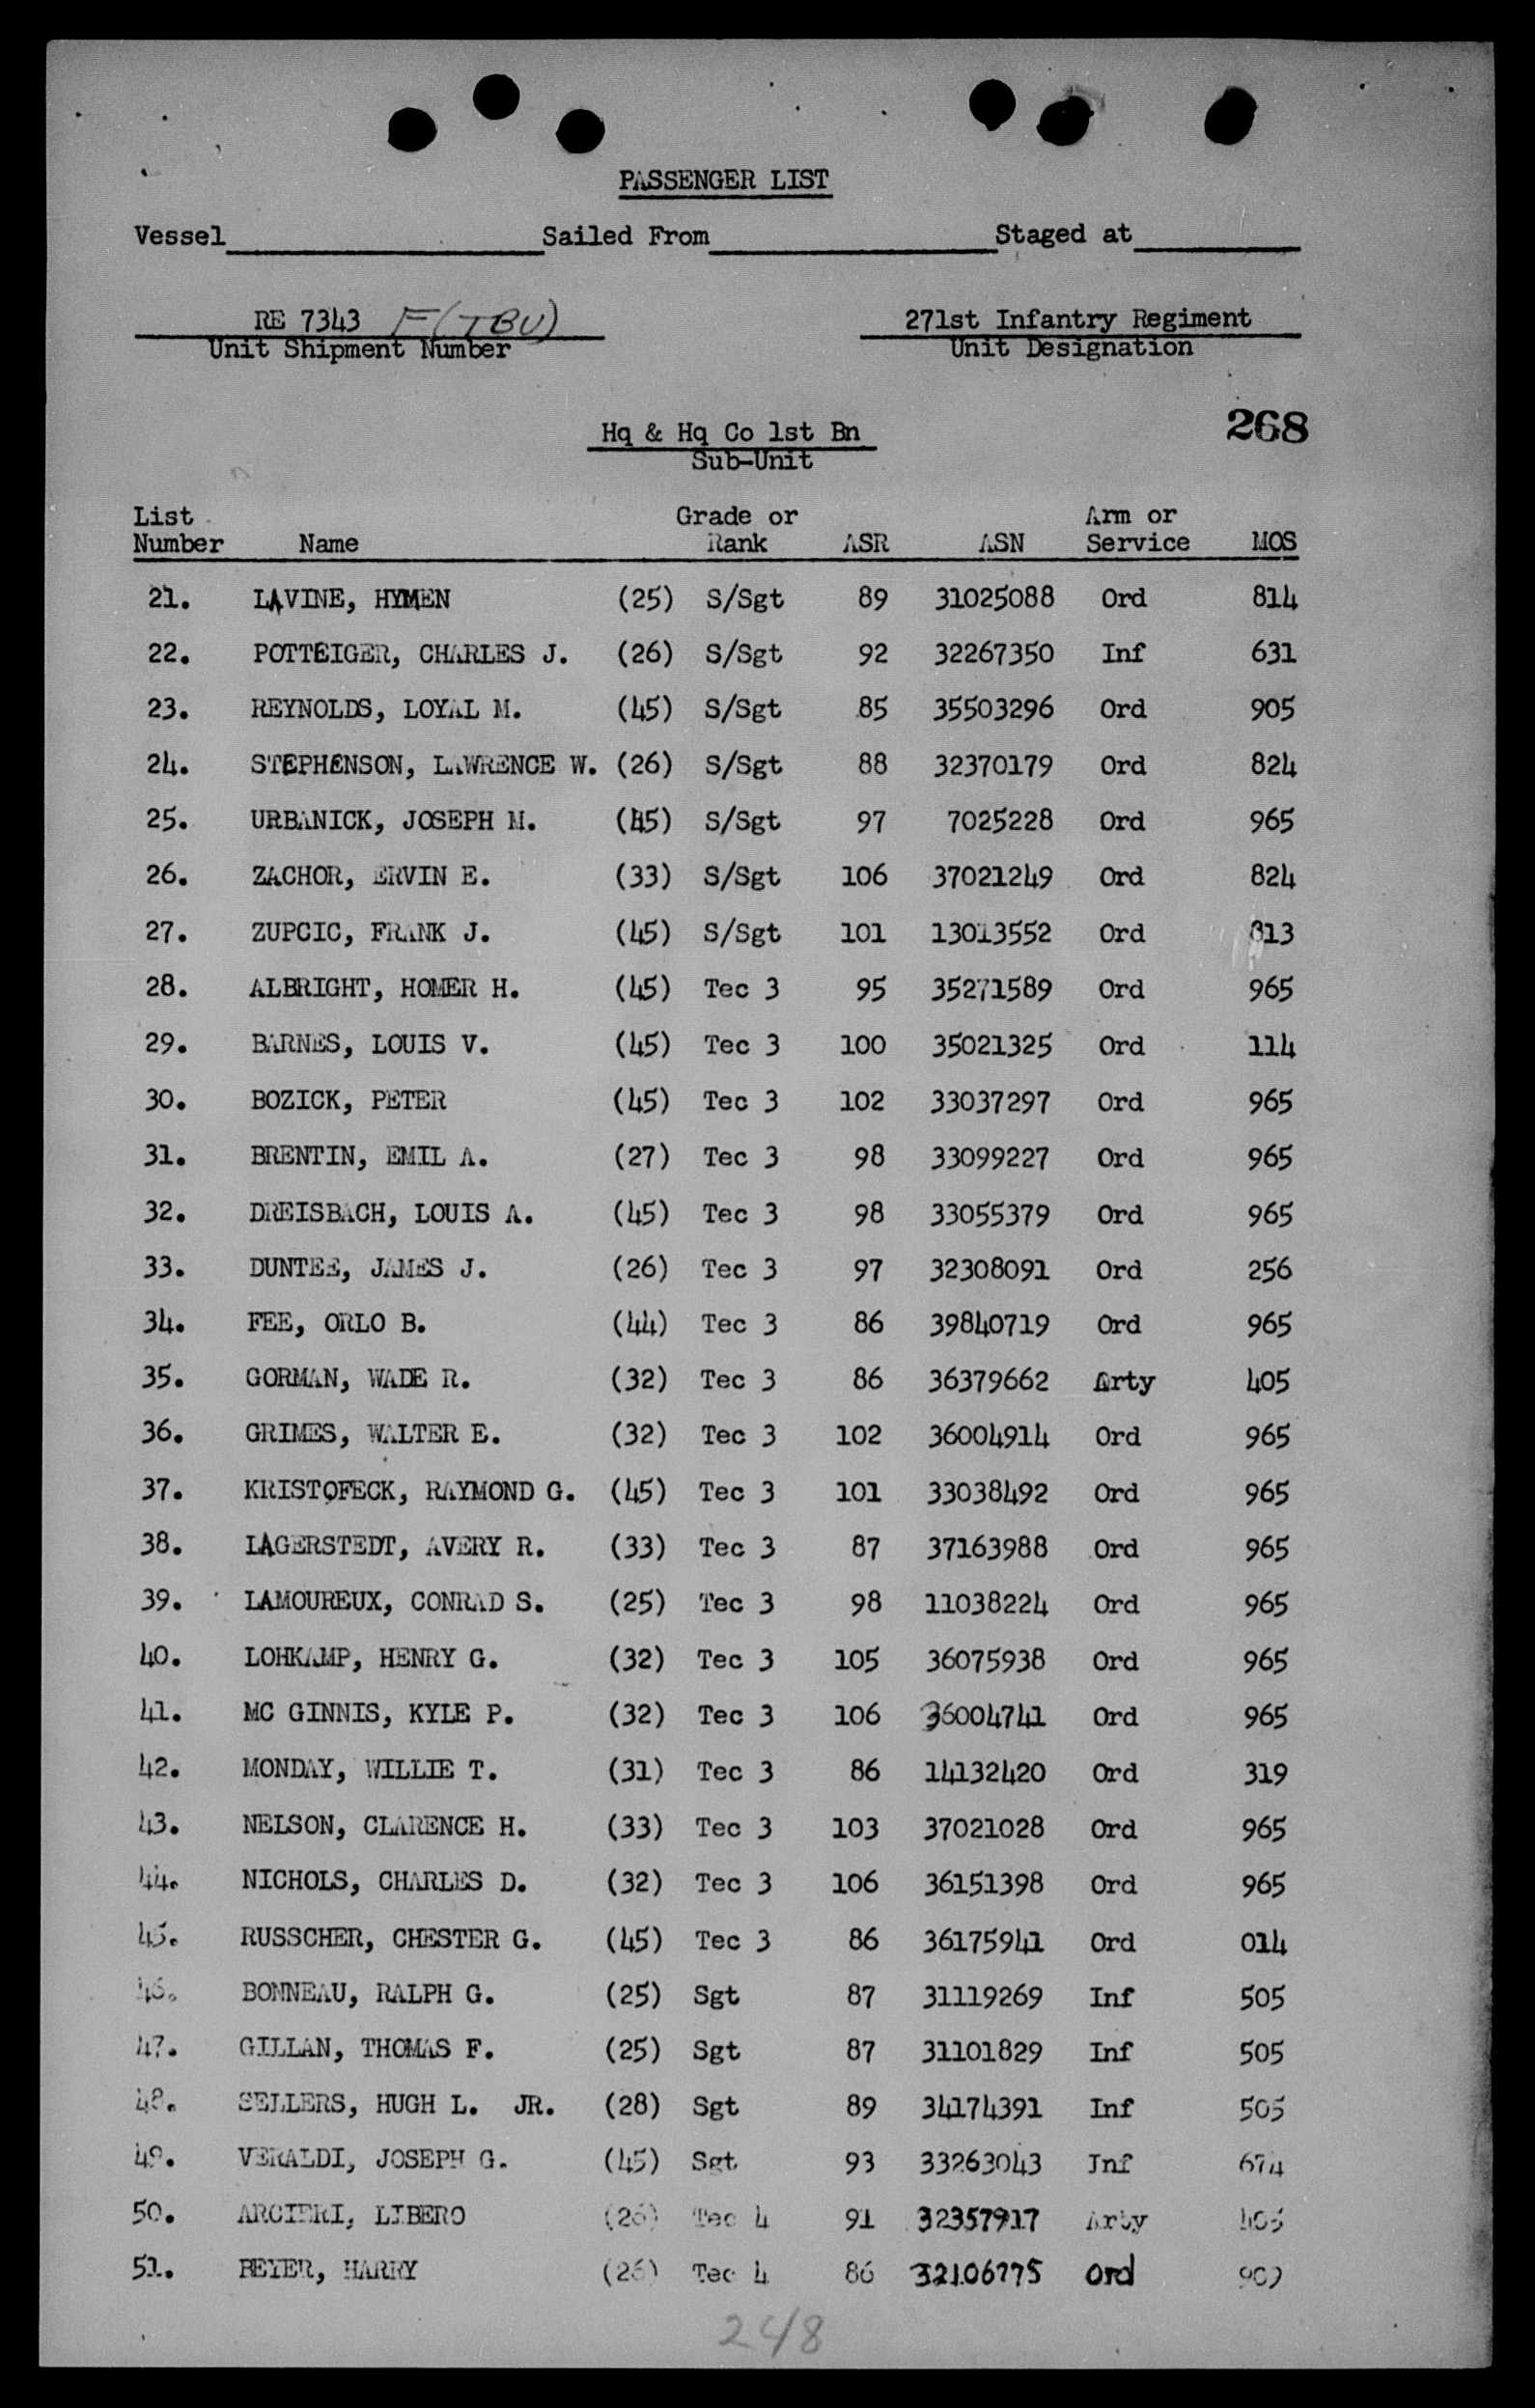 PASSENGER LIST
Vessel Sailed From Staged at
RE 7343 F(TBU) 271st Infantry Regiment
Unit Shipment Number Unit Designation
268
Hq & Hq Co 1st Bn
Sub-Unit
List Grade or Arm or
Number Name Rank ASR ASN Service MOS
21. LAVINE, HYMEN (25) S/Sgt 89 31025088 Ord 814
22. POTTEIGER, CHARLES J. (26) S/Sgt 92 32267350 Inf 631
23. REYNOLDS, LOYAL M. (45) S/Sgt 85 35503296 Ord 905
24. STEPHENSON, LAWRENCE W. (26) S/Sgt 88 32370179 Ord 824
25. URBANICK, JOSEPH M. (45) S/Sgt 97 7025228 Ord 965
26. ZACHOR, ERVIN E. (33) S/Sgt 106 37021249 Ord 824
27. ZUPCIC, FRANK J. (45) S/Sgt 101 13013552 Ord 813
28. ALBRIGHT, HOMER H. (45) Tec 3 95 35271589 Ord 965
29. BARNES, LOUIS V. (45) Tec 3 100 35021325 Ord 114
30. BOZICK, PETER (45) Tec 3 102 33037297 Ord 965
31. BRENTIN, EMIL A. (27) Tec 3 98 33099227 Ord 965
32. DREISBACH, LOUIS A. (45) Tec 3 98 33055379 Ord 965
33. DUNTEE, JAMES J. (26) Tec 3 97 32308091 Ord 256
34. FEE, ORLO B. (44) Tec 3 86 39840719 Ord 965
35. GORMAN, WADE R. (32) Tec 3 86 36379662 Arty 405
36. GRIMES, WALTER E. (32) Tec 3 102 36004914 Ord 965
37. KRISTOFECK, RAYMOND G. (45) Tec 3 101 33038492 Ord 965
38. LAGERSTEDT, AVERY R. (33) Tec 3 87 37163988 Ord 965
39. LAMOUREUX, CONRAD S. (25) Tec 3 98 11038224 Ord 965
40. LOHKAMP, HENRY G. (32) Tec 3 105 36075938 Ord 965
41. MC GINNIS, KYLE P. (32) Tec 3 106 36004741 Ord 965
42. MONDAY, WILLIE T. (31) Tec 3 86 14132420 Ord 319
43. NELSON, CLARENCE H. (33) Tec 3 103 37021028 Ord 965
44. NICHOLS, CHARLES D. (32) Tec 3 106 36151398 Ord 965
45. RUSSCHER, CHESTER G. (45) Tec 3 86 36175941 Ord 014
46. BONNEAU, RALPH G. (25) Sgt 87 31119269 Inf 505
47. GILLAN, THOMAS F. (25) Sgt 87 31101829 Inf 505
48. SELLERS, HUGH L. JR. (28) Sgt 89 34174391 Inf 505
49. VERALDI, JOSEPH G. (45) Sgt 93 33263043 Inf 674
50. ARCIERI, LIBERO (26) Tec 4 91 32357917 Arty 405
51. BEYER, HARRY (26) Tec 4 86 32106775 Ord
248